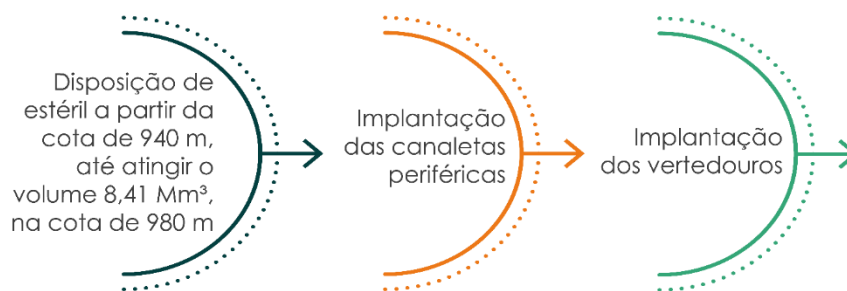 Disposição de
estéril a partir da
cota de 940 m,
até atingir o
volume 8,41 Mm³,
na cota de 980 m
Implantação
das canaletas
periféricas
Implantação
dos vertedouros